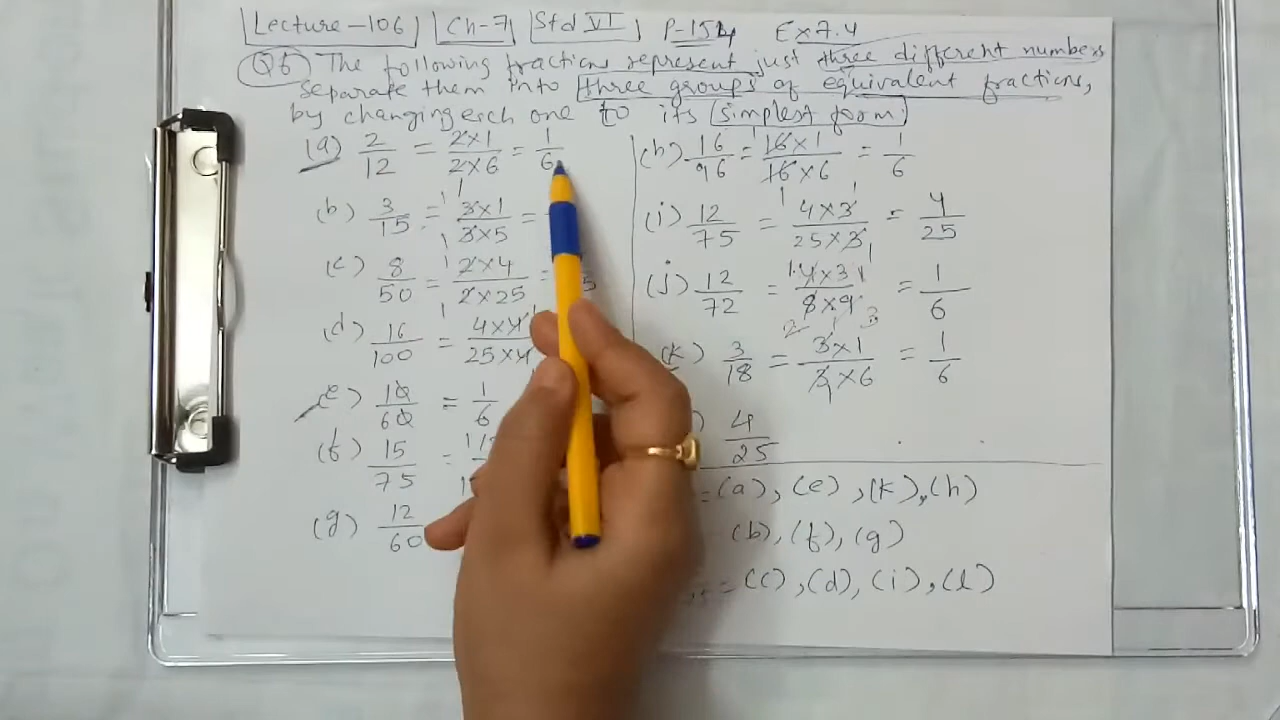 Lecture-106 Ch-7 Std VI P-154 Ex 7.4
Q6 The following fractions represent just three different numbers
separate them into three groups of equivalent fractions,
by changing each one to its simplest form
(a) 2/12 = 2×1/2×6 = 1/6
(b) 3/15 = 3×1/3×5 =
(c) 8/50 = 2×4/2×25 =
(d) 16/100 = 4×4/25×4
(e) 10/60 = 1/6
(f) 15/75 =
(g) 12/60
(h) 16/96 = 16×1/16×6 = 1/6
(i) 12/75 = 4×3/25×3 = 4/25
(j) 12/72 = 4×3/8×9 = 1/6
(k) 3/18 = 3×1/3×6 = 1/6
4/25
= (a), (e), (k), (h)
(b), (f), (g)
= (c), (d), (i), (l)